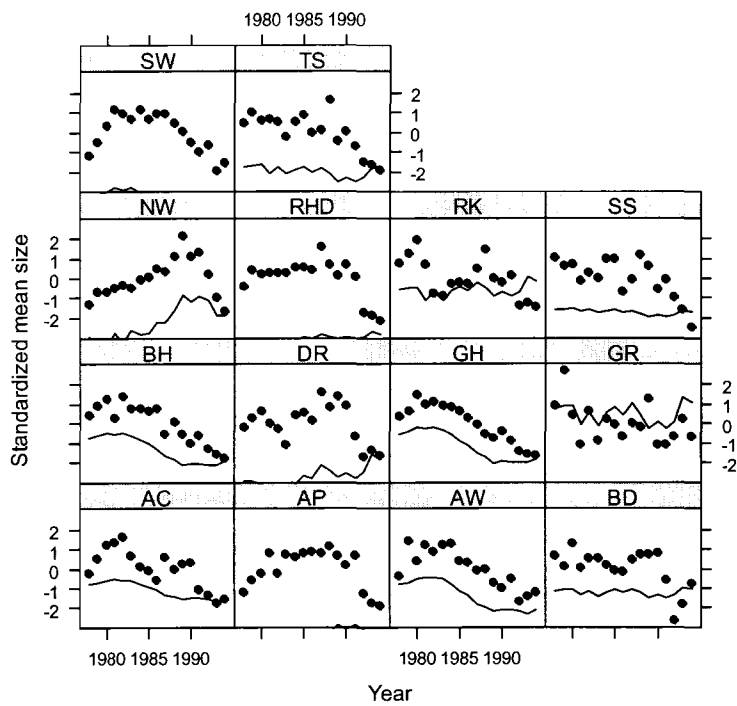 1980 1985 1990
SW TS
2
1
0
-1
-2
NW RHD RK SS
2
1
0
-1
-2
BH DR GH GR
2
1
0
-1
-2
AC AP AW BD
2
1
0
-1
-2
1980 1985 1990 1980 1985 1990
Year
Standardized mean size